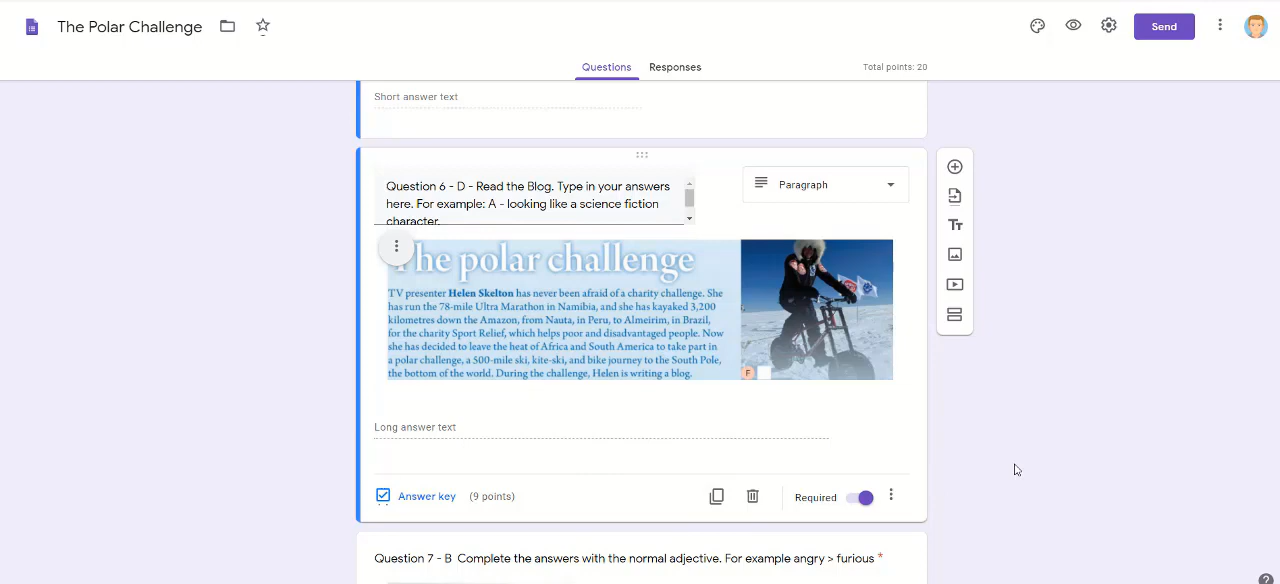 The Polar Challenge
Send
Questions
Responses
Total points: 20
Short answer text
Question 6 - D - Read the Blog. Type in your answers
here. For example: A - looking like a science fiction
character.
Paragraph
The polar challenge
TV presenter Helen Skelton has never been afraid of a charity challenge. She
has run the 78-mile Ultra Marathon in Namibia, and she has kayaked 3,200
kilometres down the Amazon, from Nauta, in Peru, to Almeirim, in Brazil,
for the charity Sport Relief, which helps poor and disadvantaged people. Now
she has decided to leave the heat of Africa and South America to take part in
a polar challenge, a 500-mile ski, kite-ski, and bike journey to the South Pole,
the bottom of the world. During the challenge, Helen is writing a blog.
F
Long answer text
Answer key
(9 points)
Required
Question 7 - B Complete the answers with the normal adjective. For example angry > furious *